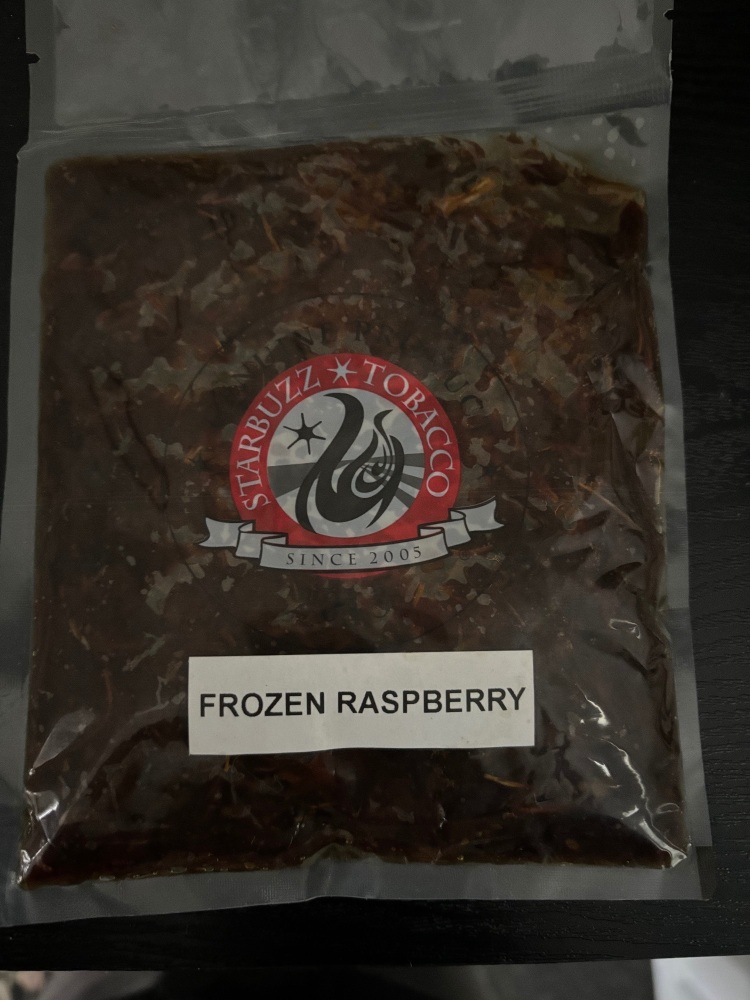 STARBUZZ TOBACCO
SINCE 2005
FROZEN RASPBERRY